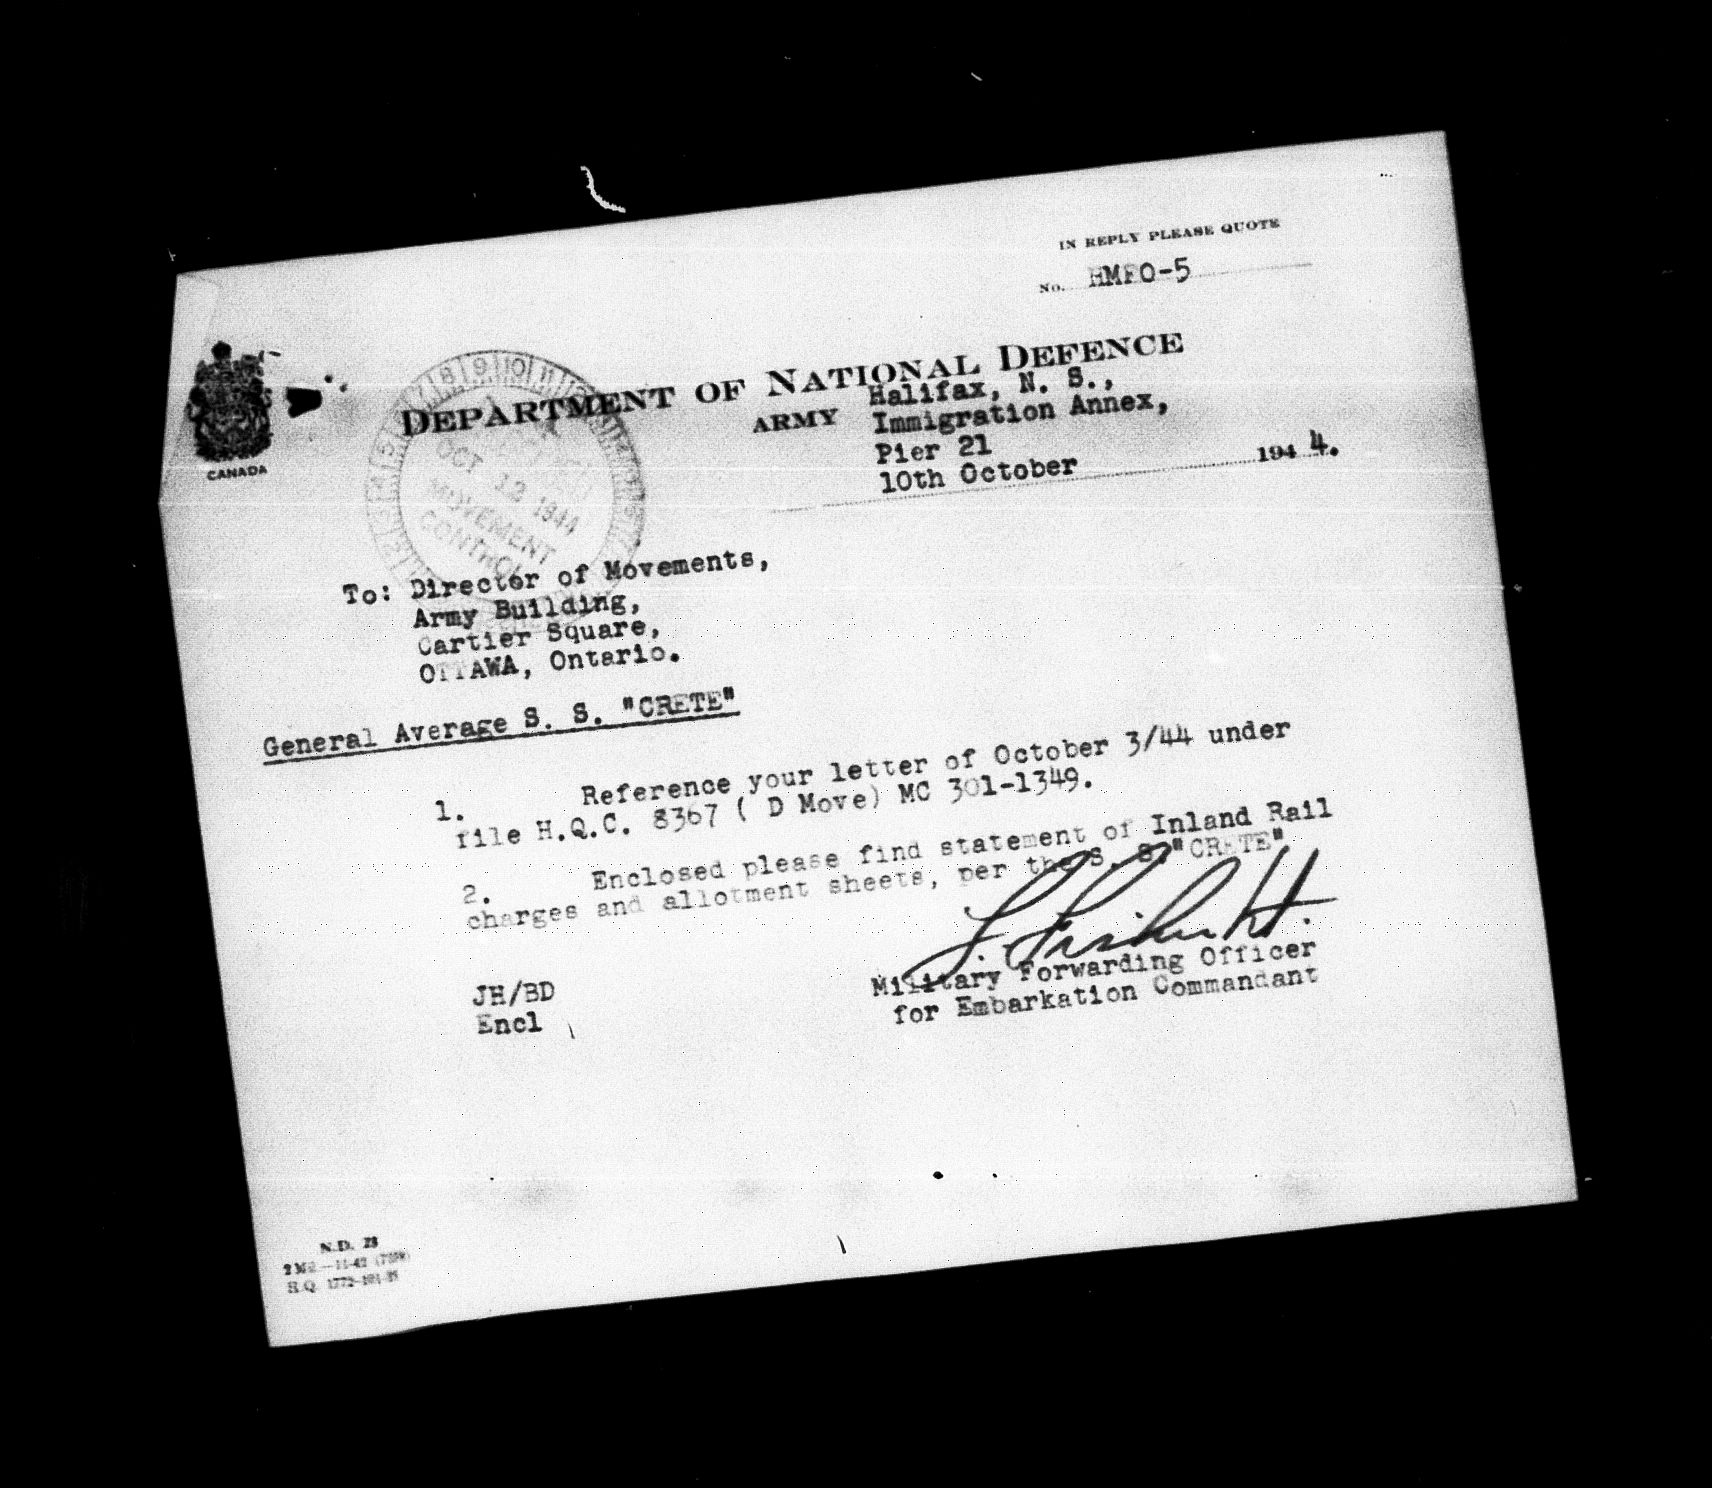 IN REPLY PLEASE QUOTE
No. HMFO-5
DEPARTMENT OF NATIONAL DEFENCE
ARMY
CANADA
Halifax, N. S.,
Immigration Annex,
Pier 21
10th October 194 4.
OCT 12 1944
MOVEMENT
CONTROL
To: Director of Movements,
Army Building,
Cartier Square,
OTTAWA, Ontario.
General Average S. S. "CRETE"
1. Reference your letter of October 3/44 under
file H.Q.C. 8367 ( D Move) MC 301-1349.
2. Enclosed please find statement of Inland Rail
charges and allotment sheets, per the S. S. "CRETE"
Military Forwarding Officer
for Embarkation Commandant
JH/BD
Encl
N.D. 23
H.Q.